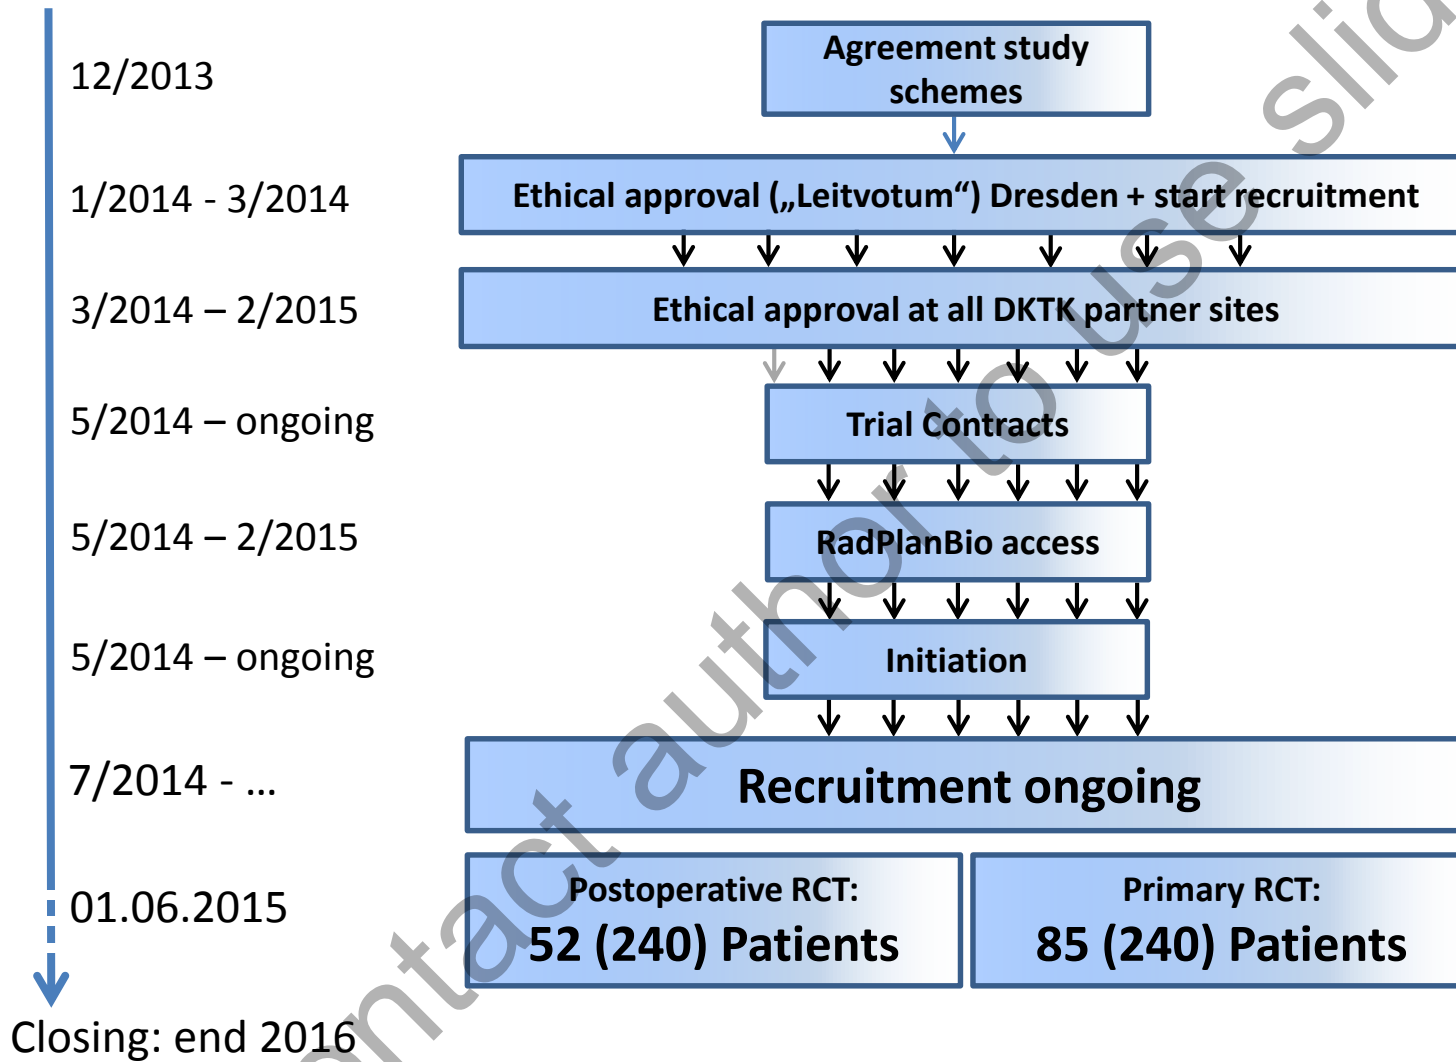 12/2013
Agreement study
schemes
1/2014 - 3/2014
Ethical approval („Leitvotum“) Dresden + start recruitment
3/2014 – 2/2015
Ethical approval at all DKTK partner sites
5/2014 – ongoing
Trial Contracts
5/2014 – 2/2015
RadPlanBio access
5/2014 – ongoing
Initiation
7/2014 - ...
Recruitment ongoing
01.06.2015
Postoperative RCT:
52 (240) Patients
Primary RCT:
85 (240) Patients
Closing: end 2016
author to use